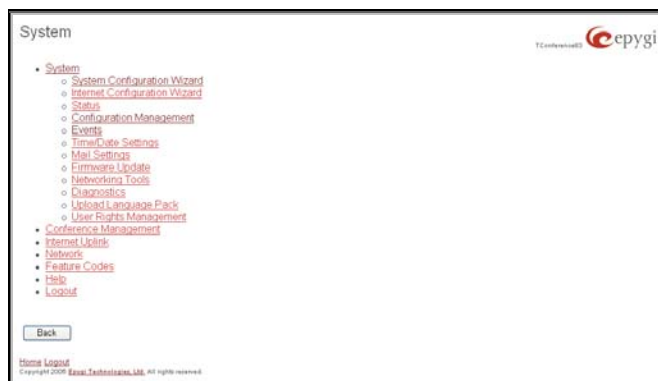 System
TConference83
epygi
System
System Configuration Wizard
Internet Configuration Wizard
Status
Configuration Management
Events
Time/Date Settings
Mail Settings
Firmware Update
Networking Tools
Diagnostics
Upload Language Pack
User Rights Management
Conference Management
Internet Uplink
Network
Feature Codes
Help
Logout
Back
Home Logout
Copyright 2006 Epygi Technologies, Ltd. All rights reserved.